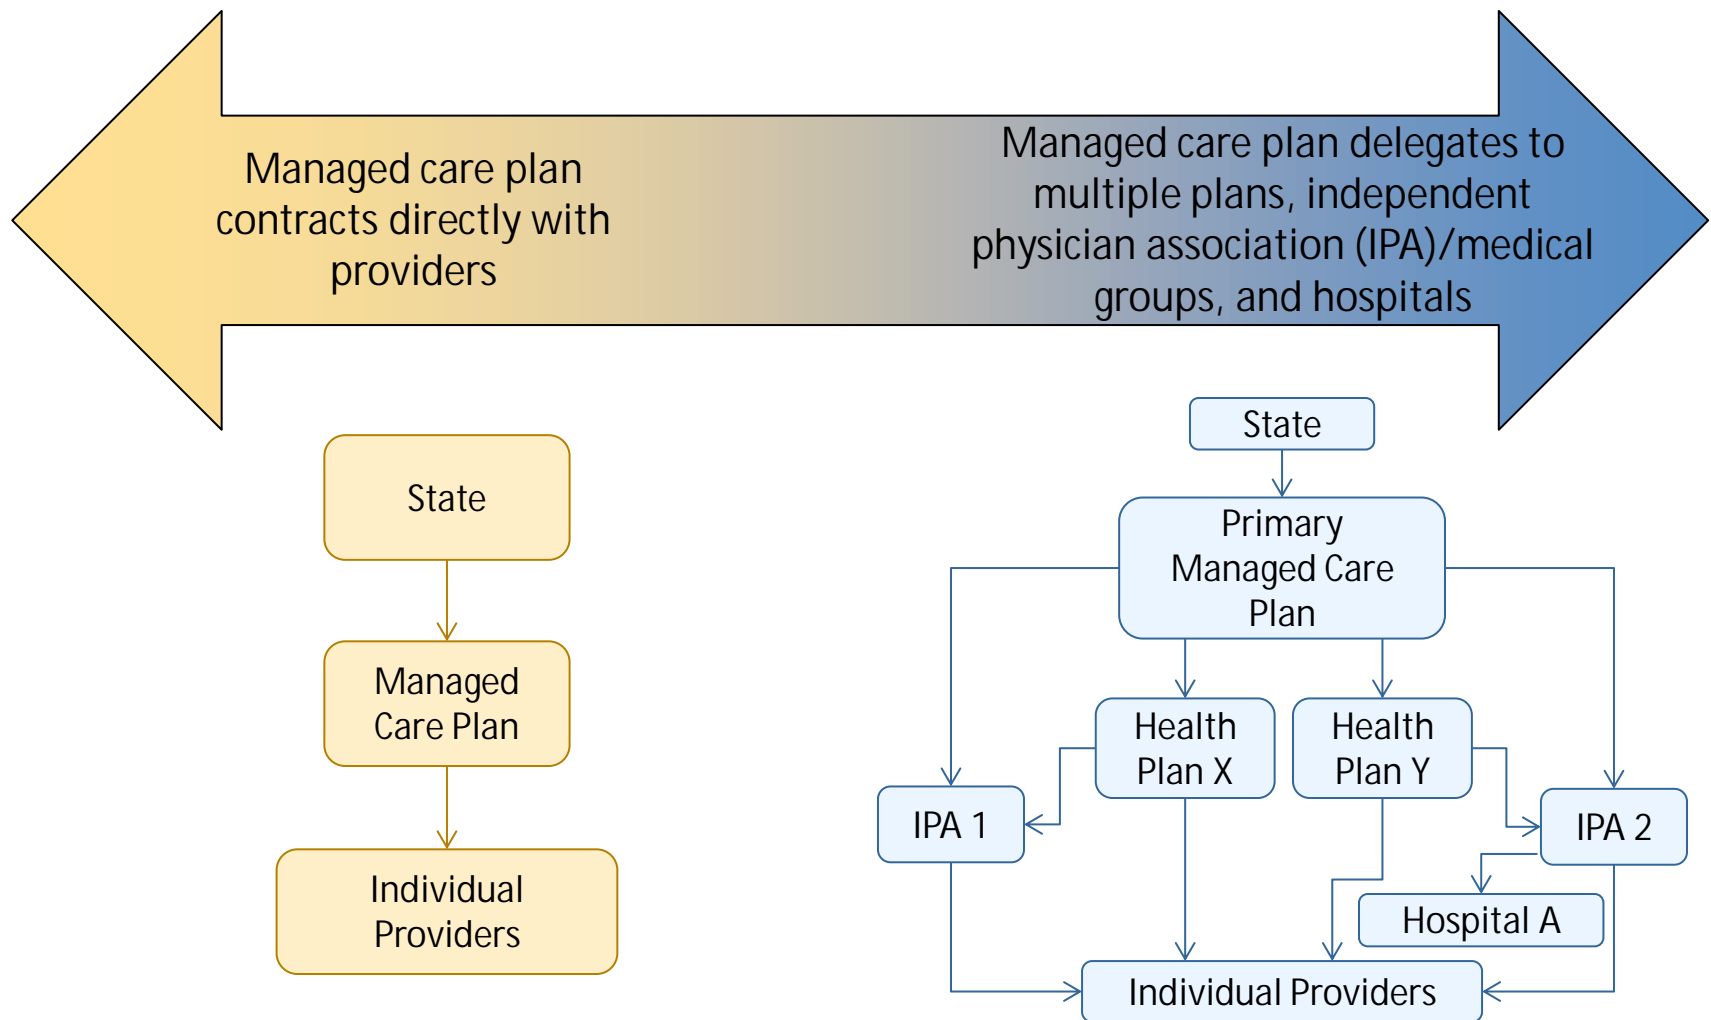 Managed care plan
contracts directly with
providers
Managed care plan delegates to
multiple plans, independent
physician association (IPA)/medical
groups, and hospitals
State
Managed
Care Plan
Individual
Providers
State
Primary
Managed Care
Plan
Health
Plan X
Health
Plan Y
IPA 1
IPA 2
Hospital A
Individual Providers